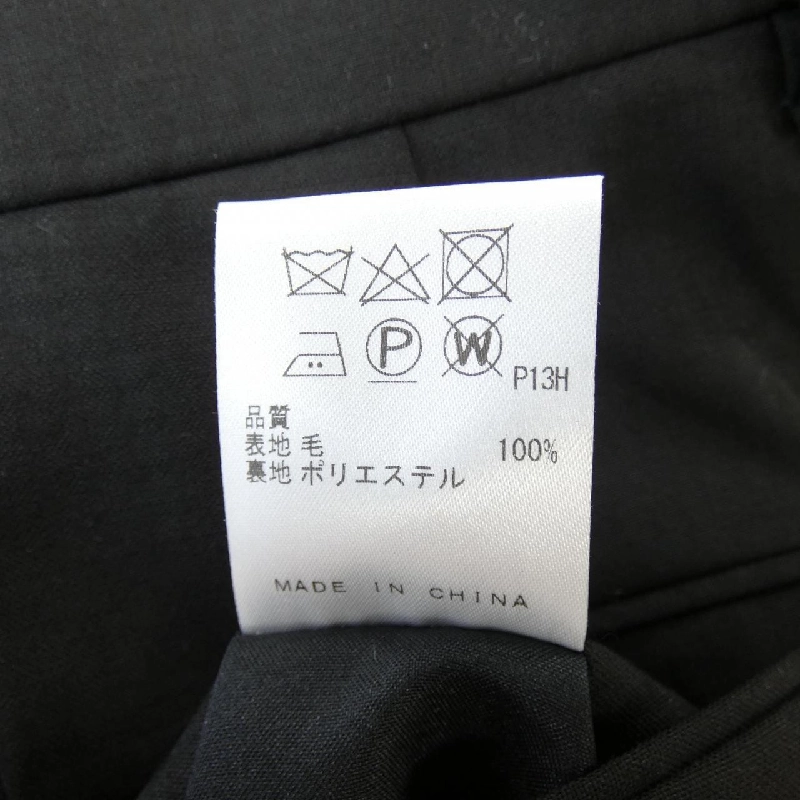 P
W
P13H
品質
表地 毛 100%
裏地 ポリエステル
MADE IN CHINA